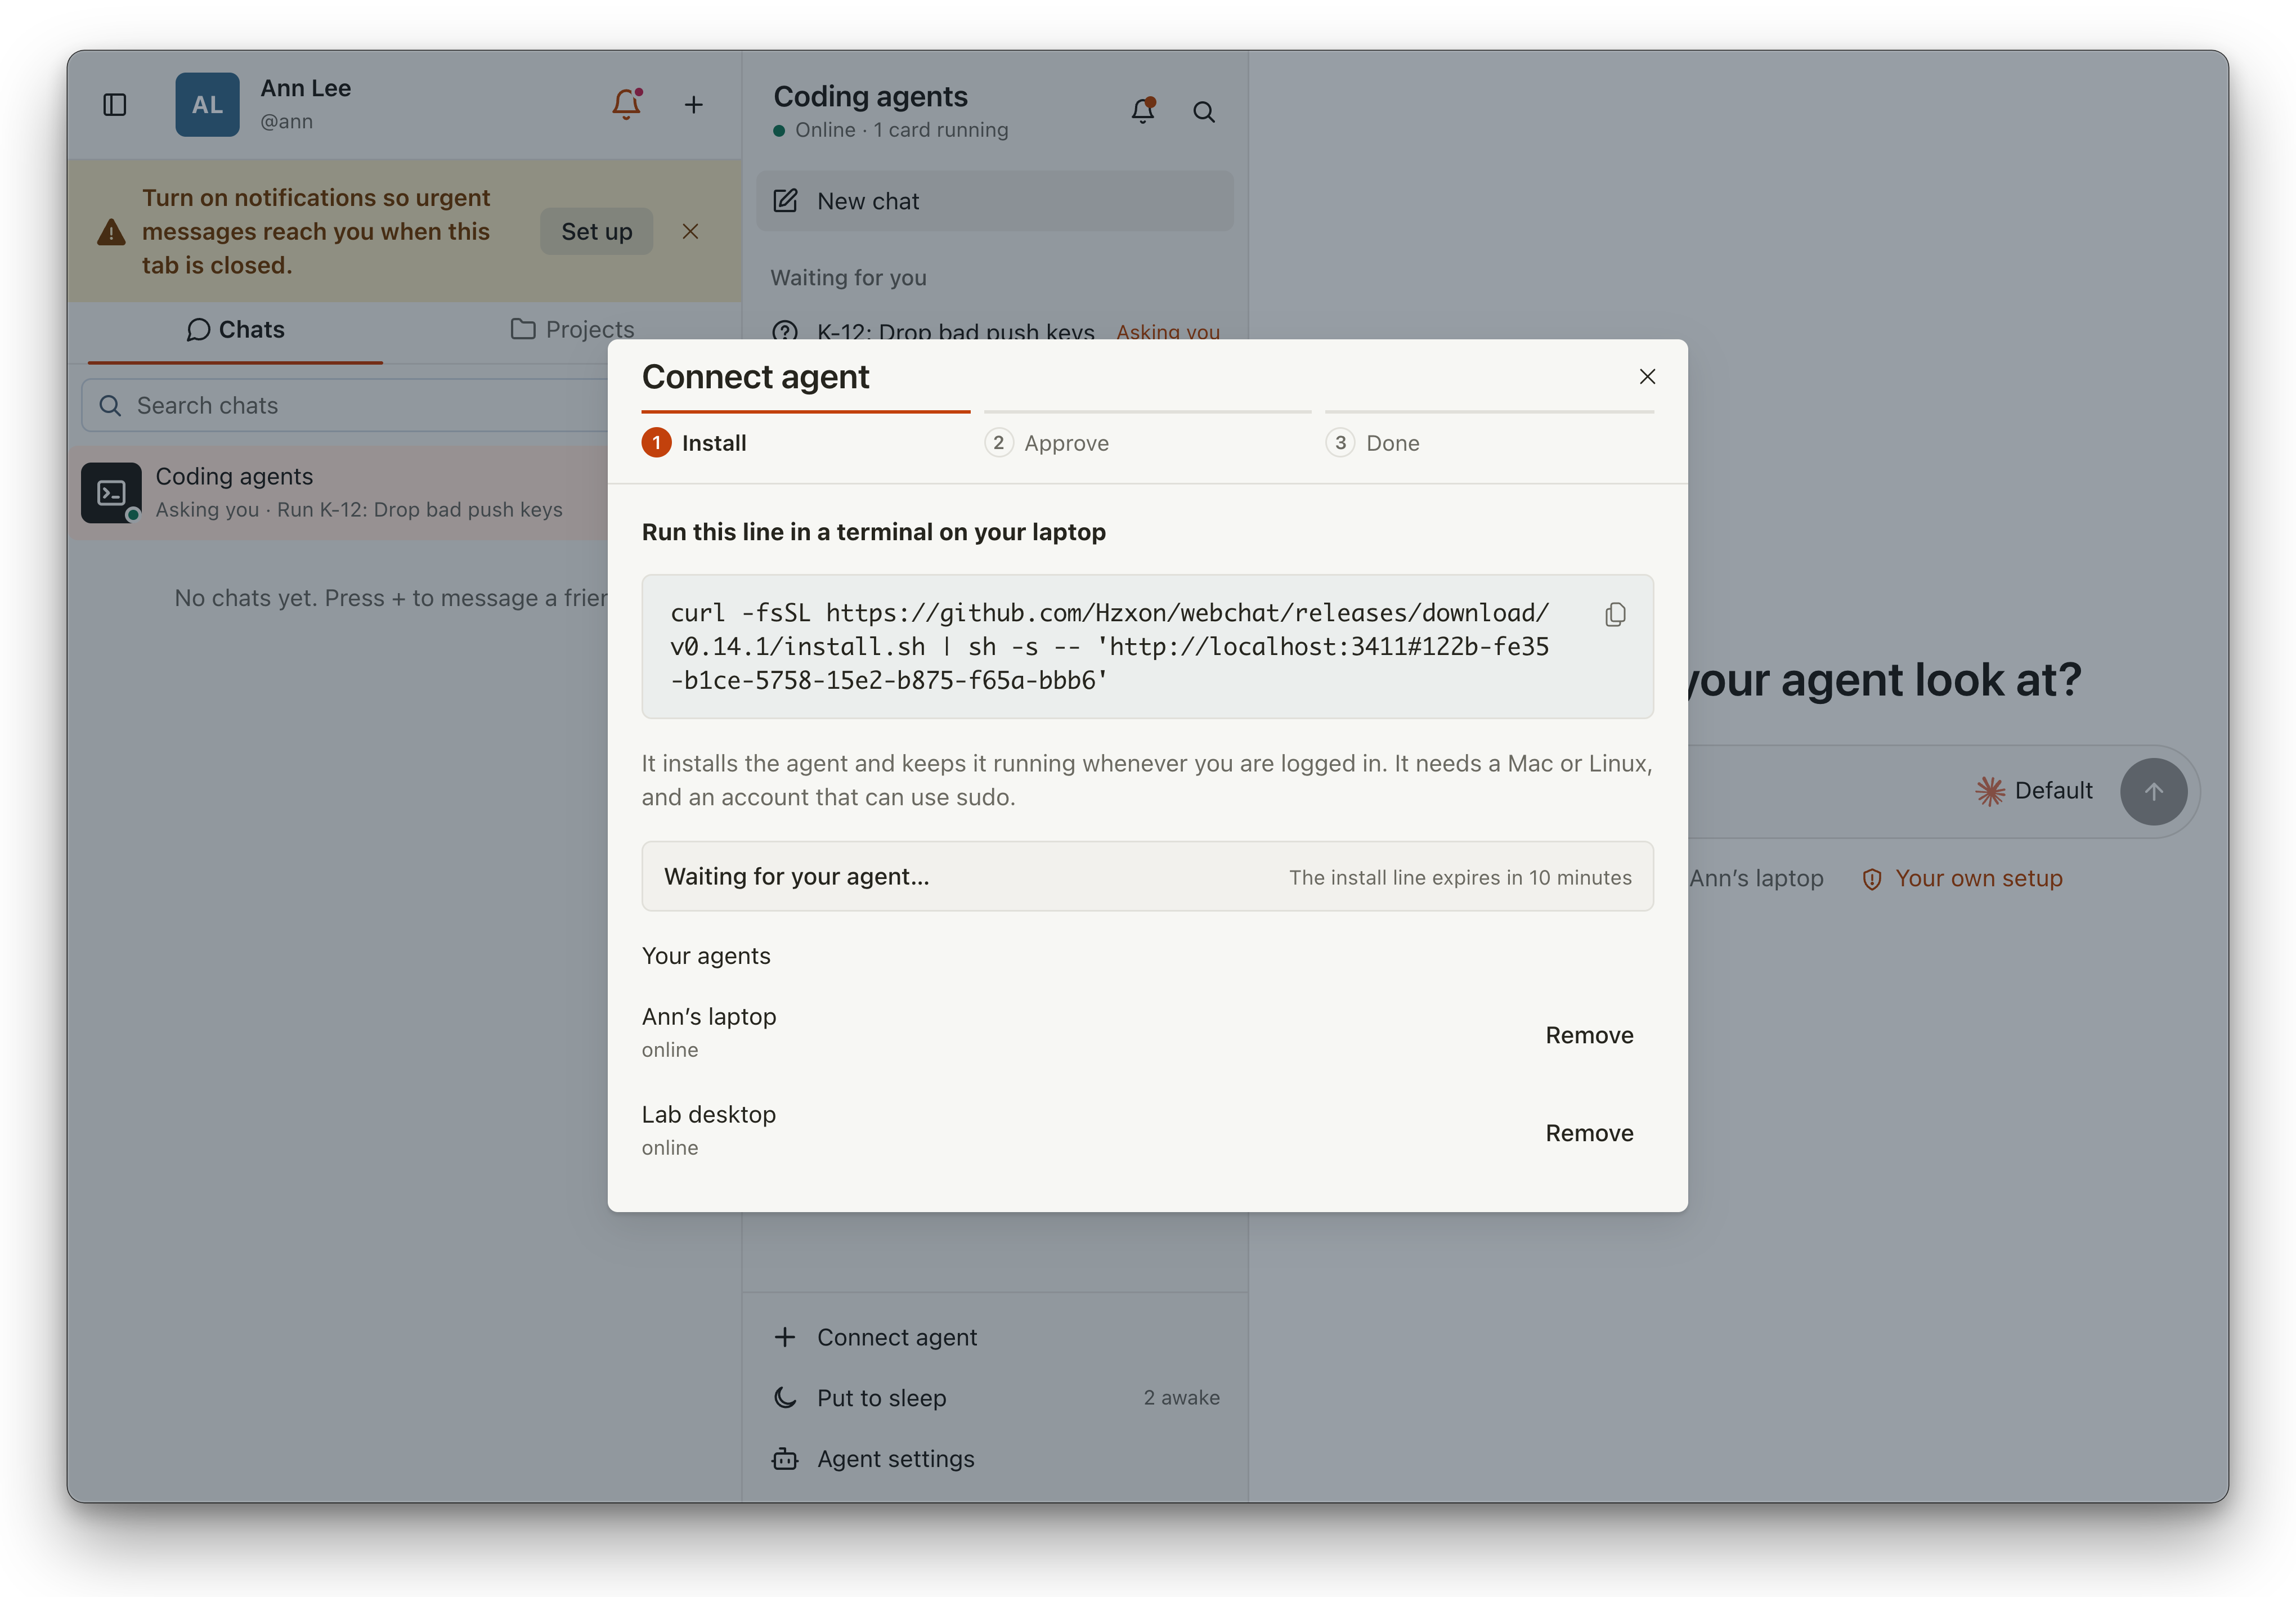 AL
Ann Lee
@ann
Turn on notifications so urgent
messages reach you when this
tab is closed.
Set up
Chats
Projects
Search chats
Coding agents
Asking you · Run K-12: Drop bad push keys
No chats yet. Press + to message a
Coding agents
Online · 1 card running
New chat
Waiting for you
K-12: Drop bad push keys
Asking you
Connect agent
1 Install
2 Approve
3 Done
Run this line in a terminal on your laptop
curl -fsSL https://github.com/Hzxon/webchat/releases/download/
v0.14.1/install.sh | sh -s -- 'http://localhost:3411#122b-fe35
-b1ce-5758-15e2-b875-f65a-bbb6'
It installs the agent and keeps it running whenever you are logged in. It needs a Mac or Linux,
and an account that can use sudo.
Waiting for your agent…
The install line expires in 10 minutes
Your agents
Ann’s laptop
online
Remove
Lab desktop
online
Remove
your agent look at?
Default
Ann’s laptop
Your own setup
Connect agent
Put to sleep
2 awake
Agent settings